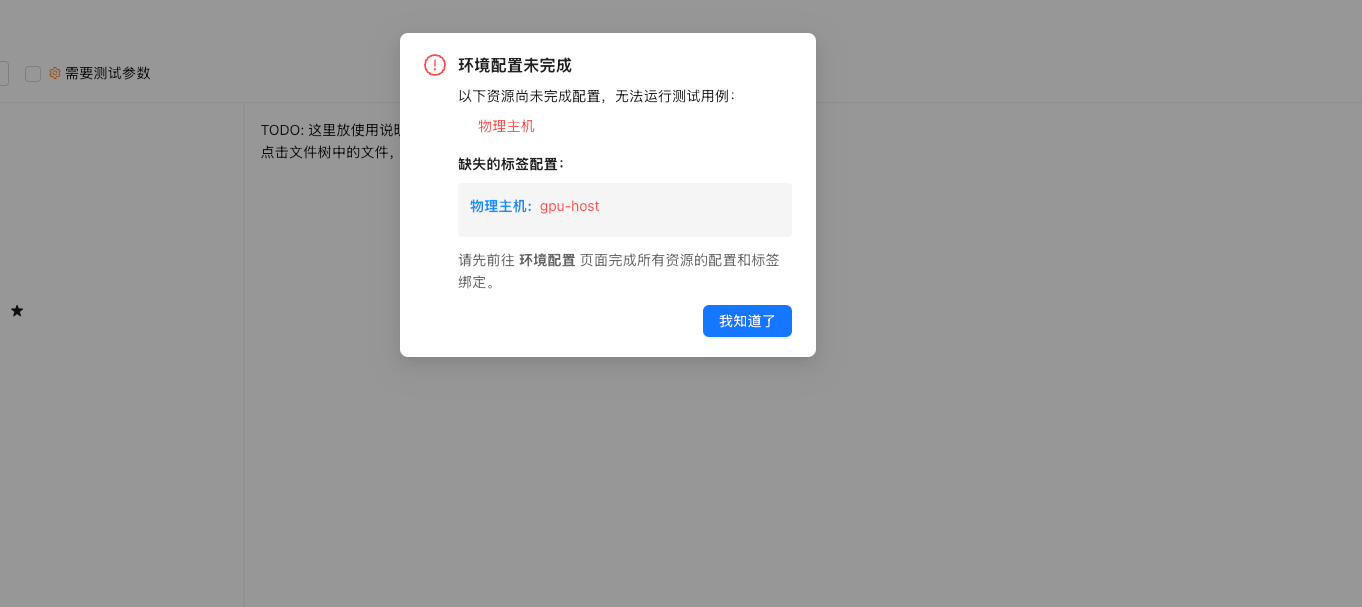 需要测试参数
环境配置未完成
以下资源尚未完成配置，无法运行测试用例：
物理主机
缺失的标签配置：
物理主机： gpu-host
请先前往 环境配置 页面完成所有资源的配置和标签
绑定。
我知道了
TODO: 这里放使用说
点击文件树中的文件，